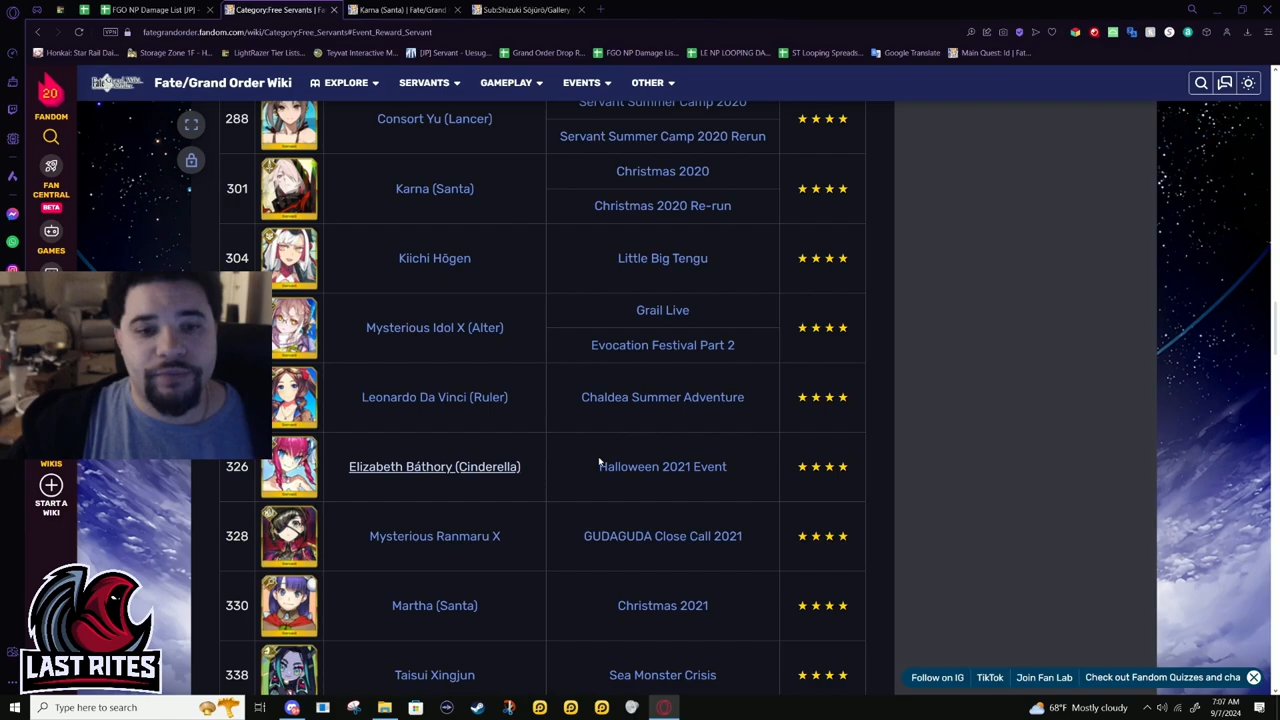 FGO NP Damage List [JP]
Category:Free Servants | Fa
Karna (Santa) | Fate/Grand
Sub:Shizuki Sōjūrō/Gallery
VPN
fategrandorder.fandom.com/wiki/Category:Free_Servants#Event_Reward_Servant
Honkai: Star Rail Dai...
Storage Zone 1F - H...
LightRazer Tier Lists...
Teyvat Interactive M...
[JP] Servant - Uesug...
Grand Order Drop R...
FGO NP Damage Lis...
LE NP LOOPING DA...
ST Looping Spreads...
Google Translate
Main Quest: Id | Fat...
20
FANDOM
FAN
CENTRAL
BETA
GAMES
WIKIS
START A
WIKI
Fate/Grand Order Wiki
EXPLORE
SERVANTS
GAMEPLAY
EVENTS
OTHER
288
Consort Yu (Lancer)
Servant Summer Camp 2020
Servant Summer Camp 2020 Rerun
301
Karna (Santa)
Christmas 2020
Christmas 2020 Re-run
304
Kiichi Hōgen
Little Big Tengu
Mysterious Idol X (Alter)
Grail Live
Evocation Festival Part 2
Leonardo Da Vinci (Ruler)
Chaldea Summer Adventure
326
Elizabeth Báthory (Cinderella)
Halloween 2021 Event
328
Mysterious Ranmaru X
GUDAGUDA Close Call 2021
330
Martha (Santa)
Christmas 2021
338
Taisui Xingjun
Sea Monster Crisis
LAST RITES
Follow on IG
TikTok
Join Fan Lab
Check out Fandom Quizzes and cha
Type here to search
68°F Mostly cloudy
7:07 AM
9/7/2024